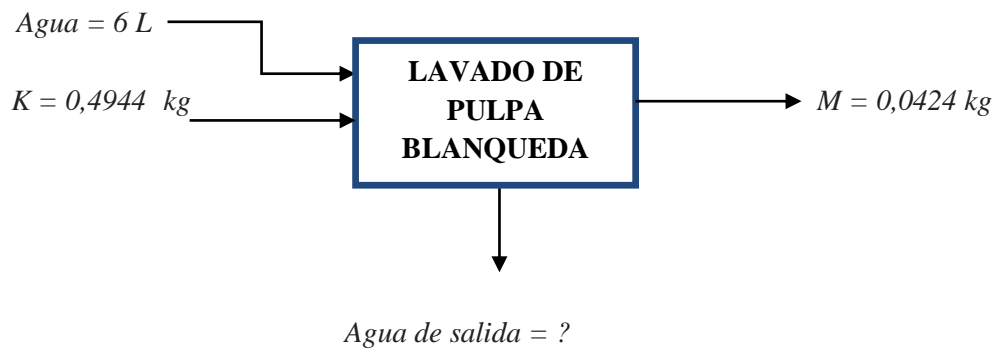 Agua = 6 L
K = 0,4944 kg
LAVADO DE
PULPA
BLANQUEDA
M = 0,0424 kg
Agua de salida = ?